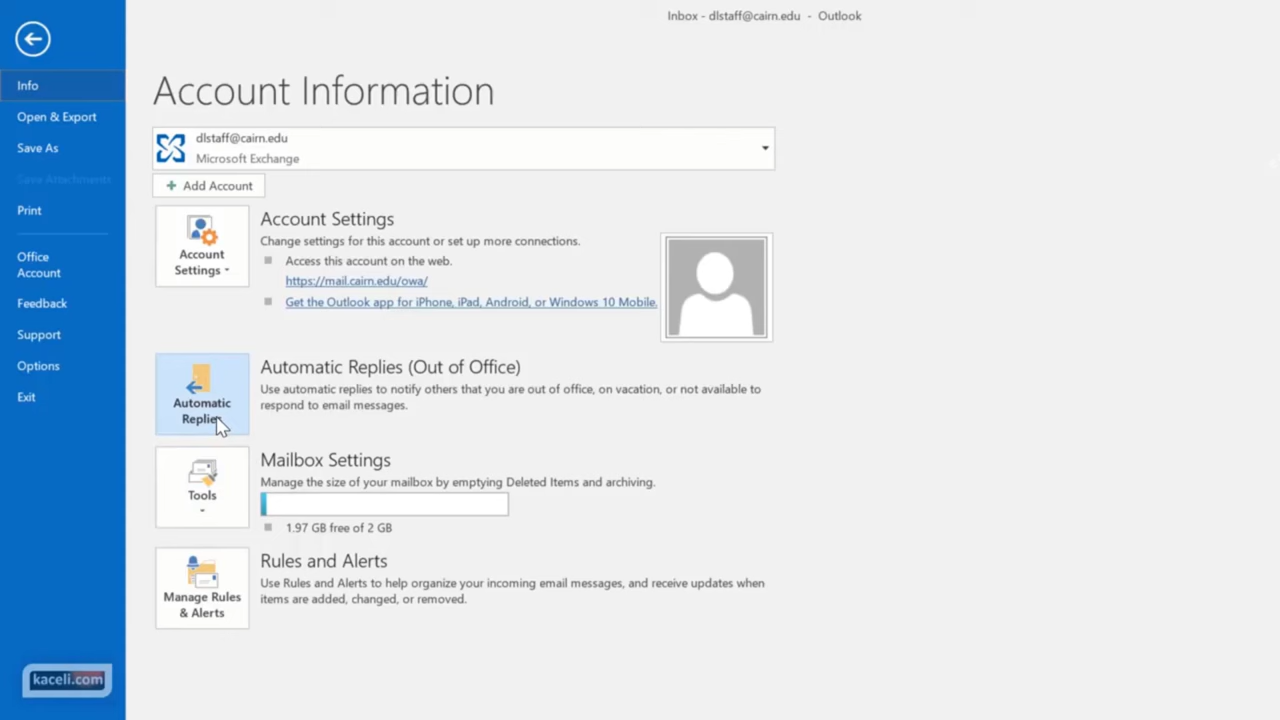 Inbox - dlstaff@cairn.edu - Outlook
Info
Open & Export
Save As
Save Attachments
Print
Office
Account
Feedback
Support
Options
Exit
Account Information
dlstaff@cairn.edu
Microsoft Exchange
+ Add Account
Account
Settings
Account Settings
Change settings for this account or set up more connections.
Access this account on the web.
https://mail.cairn.edu/owa/
Get the Outlook app for iPhone, iPad, Android, or Windows 10 Mobile.
Automatic
Replies
Automatic Replies (Out of Office)
Use automatic replies to notify others that you are out of office, on vacation, or not available to
respond to email messages.
Tools
Mailbox Settings
Manage the size of your mailbox by emptying Deleted Items and archiving.
1.97 GB free of 2 GB
Manage Rules
& Alerts
Rules and Alerts
Use Rules and Alerts to help organize your incoming email messages, and receive updates when
items are added, changed, or removed.
kaceli.com